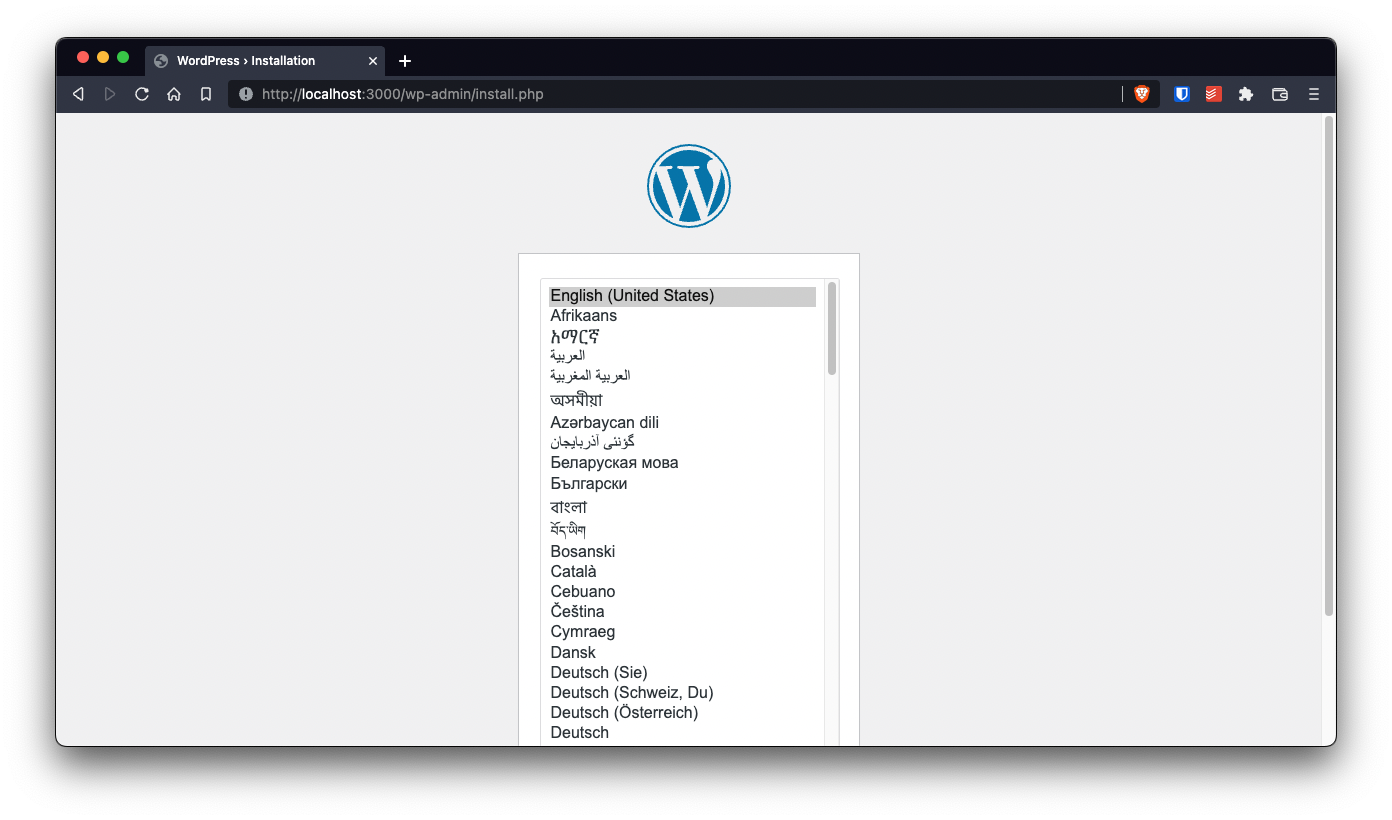 WordPress › Installation
http://localhost:3000/wp-admin/install.php
English (United States)
Afrikaans
አማርኛ
العربية
العربية المغربية
অসমীয়া
Azərbaycan dili
گؤنئی آذربایجان
Беларуская мова
Български
বাংলা
བོད་ཡིག
Bosanski
Català
Cebuano
Čeština
Cymraeg
Dansk
Deutsch (Sie)
Deutsch (Schweiz, Du)
Deutsch (Österreich)
Deutsch